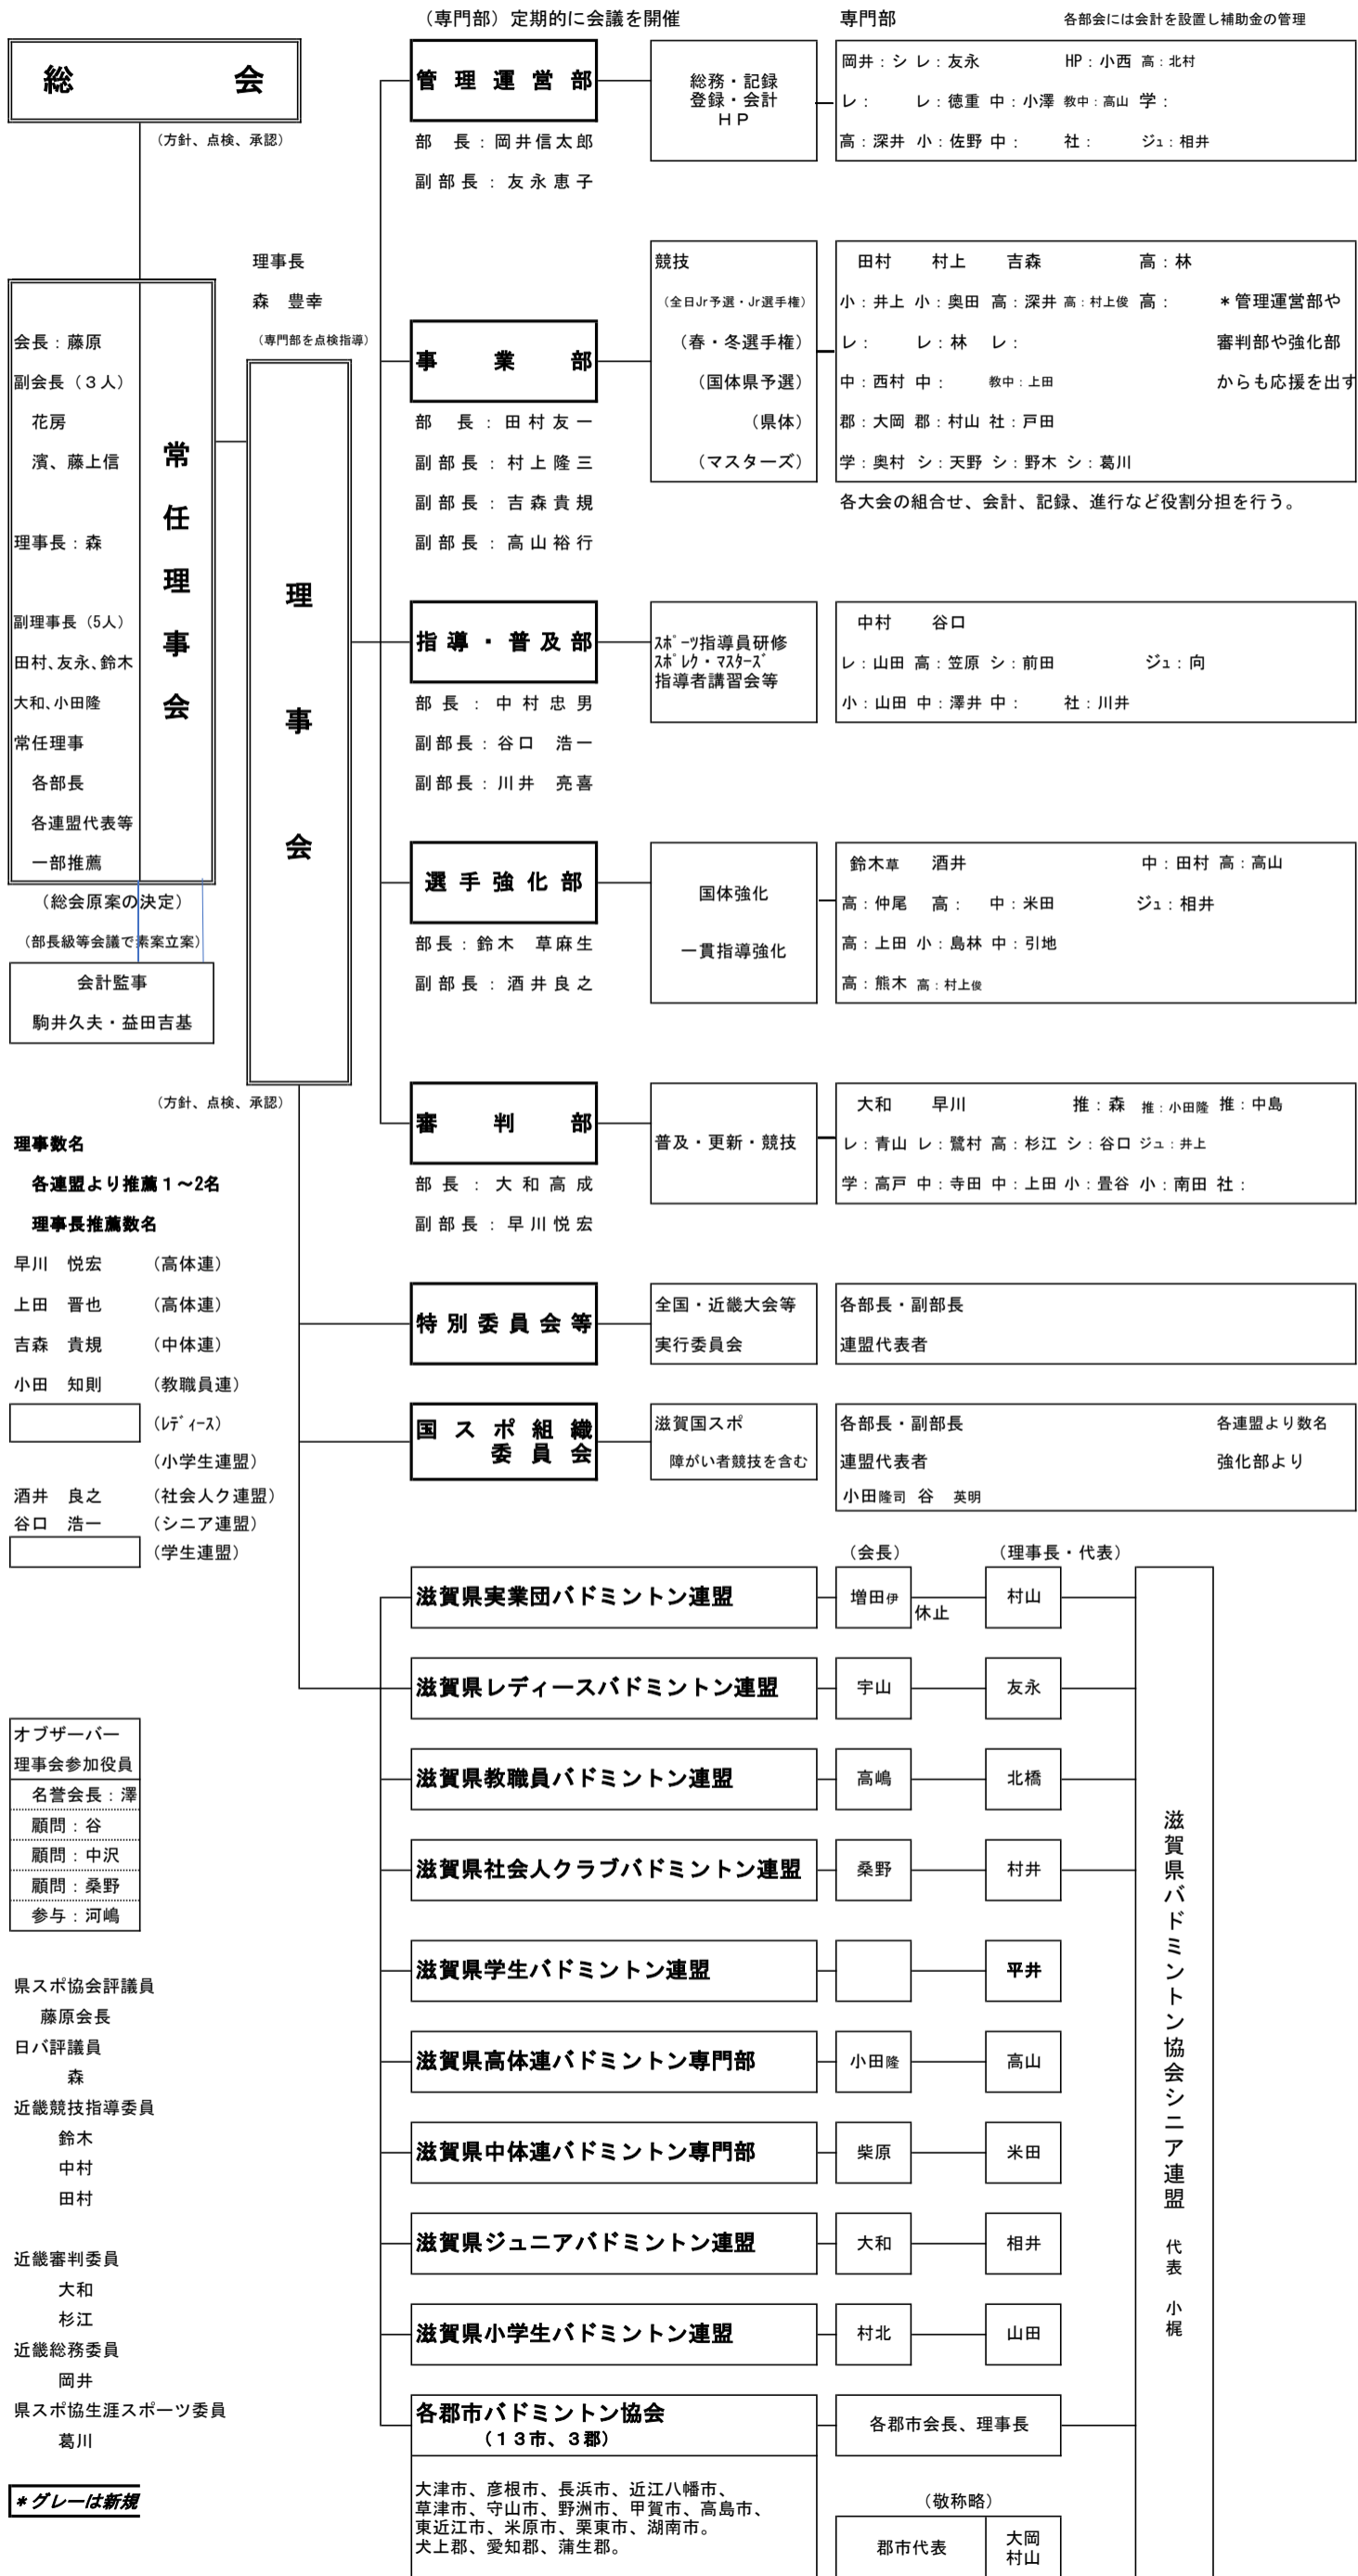 （専門部）定期的に会議を開催
専門部
各部会には会計を設置し補助金の管理
総　会
（方針、点検、承認）
管理運営部
部　長：岡井信太郎
副部長：友永恵子
総務・記録
登録・会計
ＨＰ
岡井：シ レ：友永 HP：小西 高：北村
レ： レ：徳重 中：小澤 教中：高山 学：
高：深井 小：佐野 中： 社： ジュ：相井
理事長
森　豊幸
（専門部を点検指導）
会長：藤原
副会長（３人）
花房
濱、藤上信
理事長：森
副理事長（5人）
田村、友永、鈴木
大和、小田隆
常任理事
各部長
各連盟代表等
一部推薦
常任理事会
（総会原案の決定）
（部長級等会議で素案立案）
会計監事
駒井久夫・益田吉基
理事会
（方針、点検、承認）
事業部
部　長：田村友一
副部長：村上隆三
副部長：吉森貴規
副部長：高山裕行
競技
（全日Jr予選・Jr選手権）
（春・冬選手権）
（国体県予選）
（県体）
（マスターズ）
田村 村上 吉森 高：林
小：井上 小：奥田 高：深井 高：村上俊 高： ＊管理運営部や
レ： レ：林 レ： 審判部や強化部
中：西村 中： 教中：上田 からも応援を出す
郡：大岡 郡：村山 社：戸田
学：奥村 シ：天野 シ：野木 シ：葛川
各大会の組合せ、会計、記録、進行など役割分担を行う。
指導・普及部
部長：中村忠男
副部長：谷口　浩一
副部長：川井　亮喜
ｽﾎﾟｰﾂ指導員研修
ｽﾎﾟﾚｸ・ﾏｽﾀｰｽﾞ
指導者講習会等
中村 谷口
レ：山田 高：笠原 シ：前田 ジュ：向
小：山田 中：澤井 中： 社：川井
選手強化部
部長：鈴木　草麻生
副部長：酒井良之
国体強化
一貫指導強化
鈴木草 酒井 中：田村 高：高山
高：仲尾 高： 中：米田 ジュ：相井
高：上田 小：島林 中：引地
高：熊木 高：村上俊
審判部
部長：大和高成
副部長：早川悦宏
普及・更新・競技
大和 早川 推：森 推：小田隆 推：中島
レ：青山 レ：鷺村 高：杉江 シ：谷口 ジュ：井上
学：高戸 中：寺田 中：上田 小：畳谷 小：南田 社：
理事数名
各連盟より推薦１～2名
理事長推薦数名
早川　悦宏 （高体連）
上田　晋也 （高体連）
吉森　貴規 （中体連）
小田　知則 （教職員連）
（ﾚﾃﾞｨｰｽ）
（小学生連盟）
酒井　良之 （社会人ク連盟）
谷口　浩一 （シニア連盟）
（学生連盟）
特別委員会等
全国・近畿大会等
実行委員会
各部長・副部長
連盟代表者
国スポ組織
委員会
滋賀国スポ
障がい者競技を含む
各部長・副部長 各連盟より数名
連盟代表者 強化部より
小田隆司 谷　英明
（会長） （理事長・代表）
滋賀県実業団バドミントン連盟 増田伊 休止 村山
滋賀県レディースバドミントン連盟 宇山 友永
滋賀県教職員バドミントン連盟 高嶋 北橋
滋賀県社会人クラブバドミントン連盟 桑野 村井
滋賀県学生バドミントン連盟 平井
滋賀県高体連バドミントン専門部 小田隆 高山
滋賀県中体連バドミントン専門部 柴原 米田
滋賀県ジュニアバドミントン連盟 大和 相井
滋賀県小学生バドミントン連盟 村北 山田
各郡市バドミントン協会
（１３市、３郡）
各郡市会長、理事長
大津市、彦根市、長浜市、近江八幡市、
草津市、守山市、野洲市、甲賀市、高島市、
東近江市、米原市、栗東市、湖南市。
犬上郡、愛知郡、蒲生郡。
（敬称略）
郡市代表
大岡
村山
滋賀県バドミントン協会シニア連盟　代表　小梶
オブザーバー
理事会参加役員
名誉会長：澤
顧問：谷
顧問：中沢
顧問：桑野
参与：河嶋
県スポ協会評議員
藤原会長
日バ評議員
森
近畿競技指導委員
鈴木
中村
田村
近畿審判委員
大和
杉江
近畿総務委員
岡井
県スポ協生涯スポーツ委員
葛川
＊グレーは新規